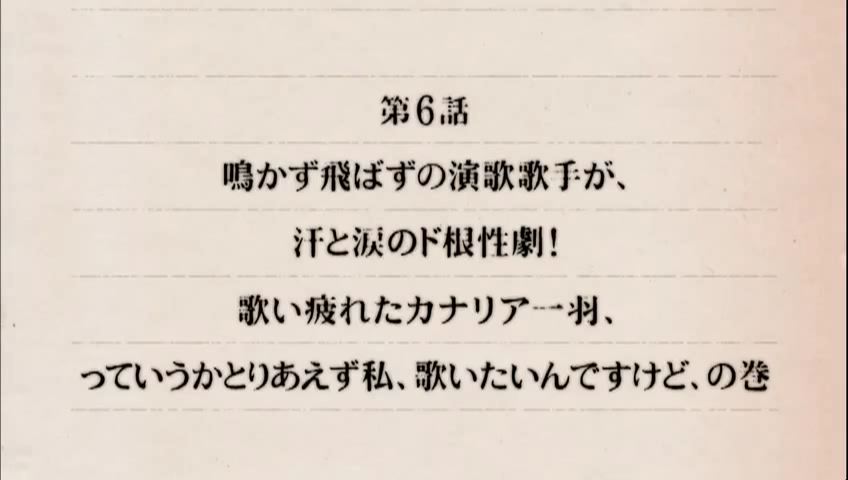 第6話
鳴かず飛ばずの演歌歌手が、
汗と涙のド根性劇!
歌い疲れたカナリア一羽、
っていうかとりあえず私、歌いたいんですけど、の巻